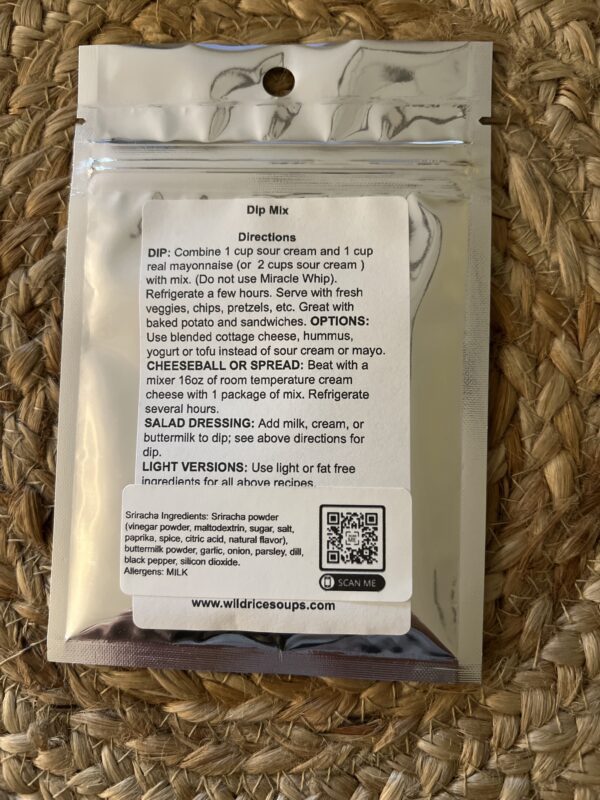 Dip Mix
Directions
DIP: Combine 1 cup sour cream and 1 cup
real mayonnaise (or 2 cups sour cream )
with mix. (Do not use Miracle Whip).
Refrigerate a few hours. Serve with fresh
veggies, chips, pretzels, etc. Great with
baked potato and sandwiches. OPTIONS:
Use blended cottage cheese, hummus,
yogurt or tofu instead of sour cream or mayo.
CHEESEBALL OR SPREAD: Beat with a
mixer 16oz of room temperature cream
cheese with 1 package of mix. Refrigerate
several hours.
SALAD DRESSING: Add milk, cream, or
buttermilk to dip; see above directions for
dip.
LIGHT VERSIONS: Use light or fat free
ingredients for all above recipes.
Sriracha Ingredients: Sriracha powder
(vinegar powder, maltodextrin, sugar, salt,
paprika, spice, citric acid, natural flavor),
buttermilk powder, garlic, onion, parsley, dill,
black pepper, silicon dioxide.
Allergens: MILK
SCAN ME
www.wildricesoups.com